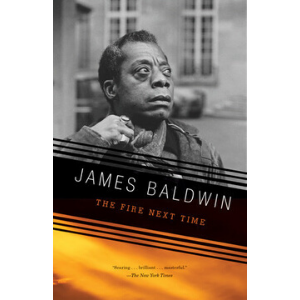 JAMES BALDWIN
THE FIRE NEXT TIME
"Searing . . . brilliant . . . masterful."
—The New York Times